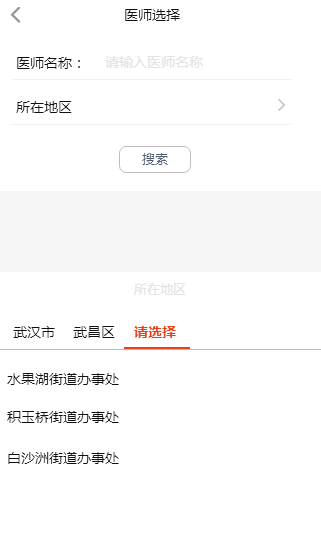 医师选择
医师名称： 请输入医师名称
所在地区
搜索
所在地区
武汉市 武昌区 请选择
水果湖街道办事处
积玉桥街道办事处
白沙洲街道办事处